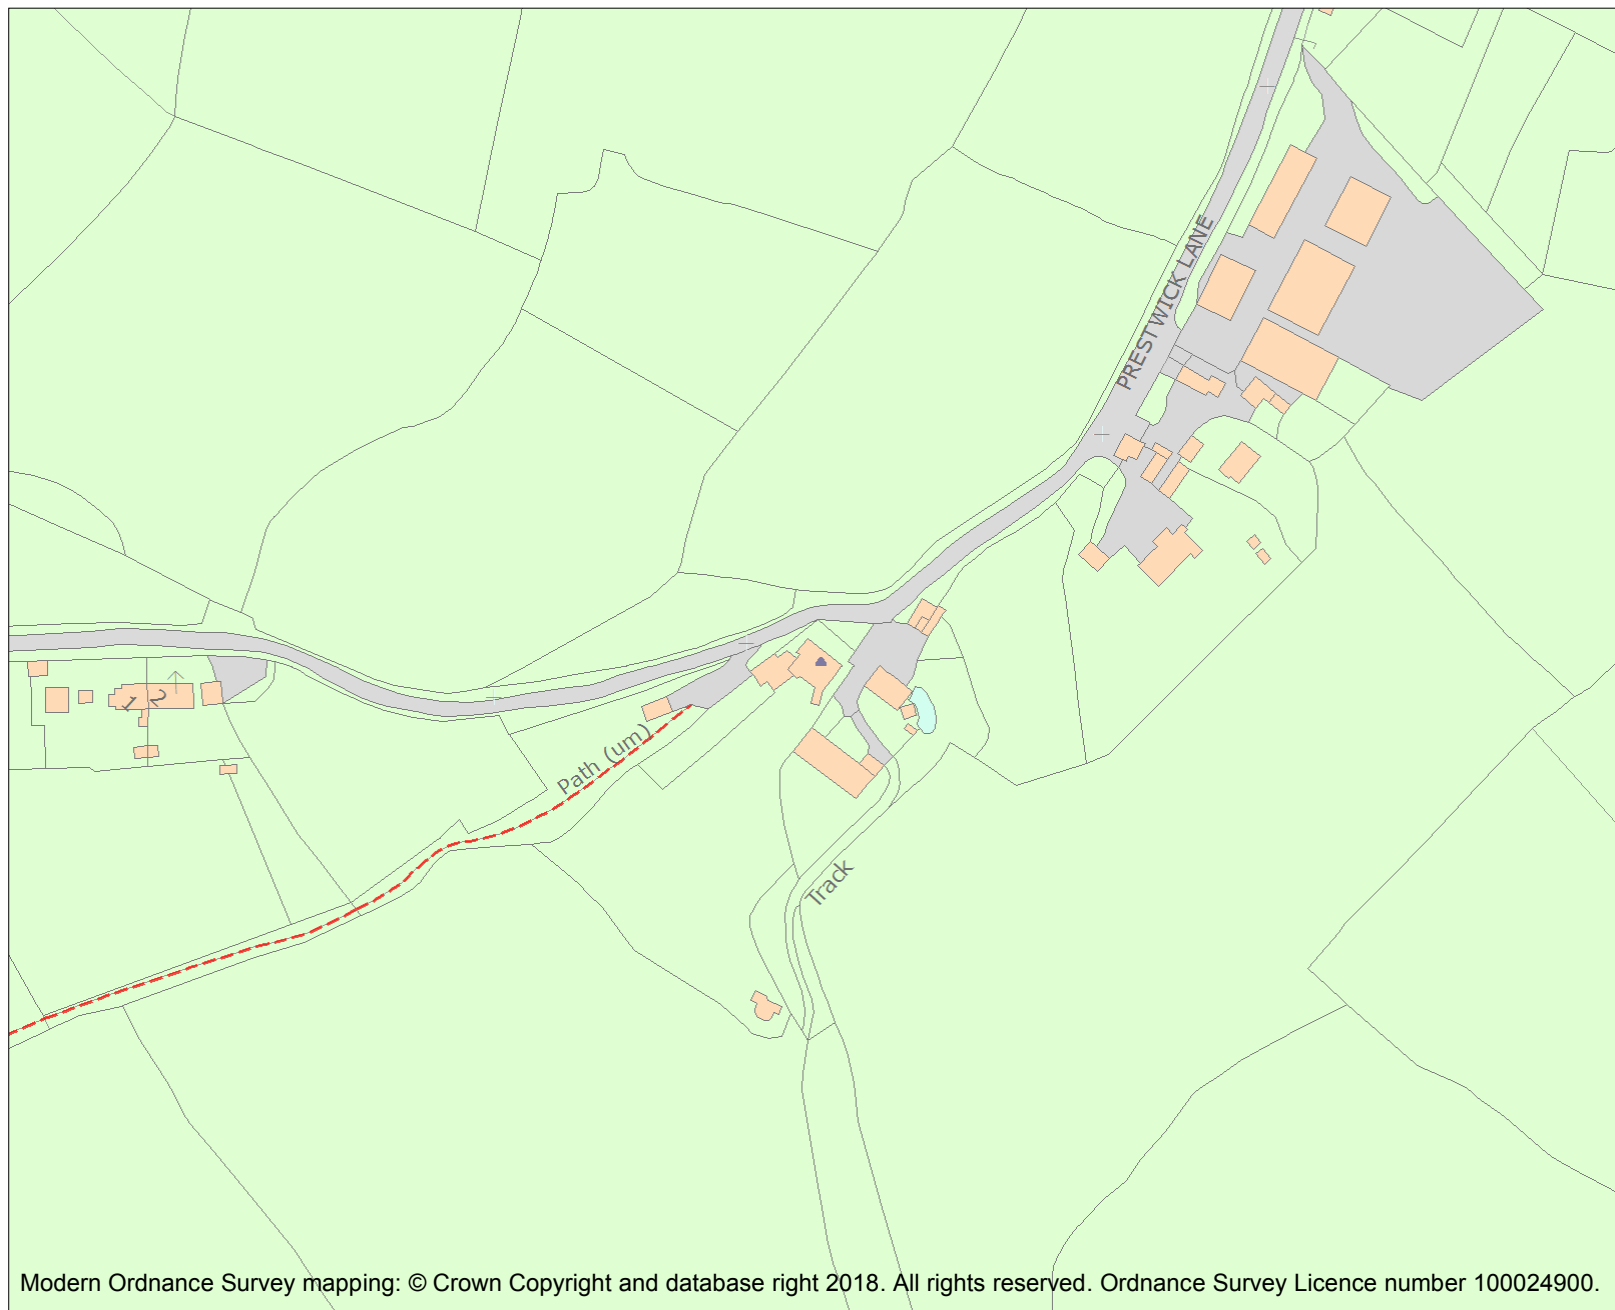 PRESTWICK LANE
1
2
Path (um)
Track
Modern Ordnance Survey mapping: © Crown Copyright and database right 2018. All rights reserved. Ordnance Survey Licence number 100024900.